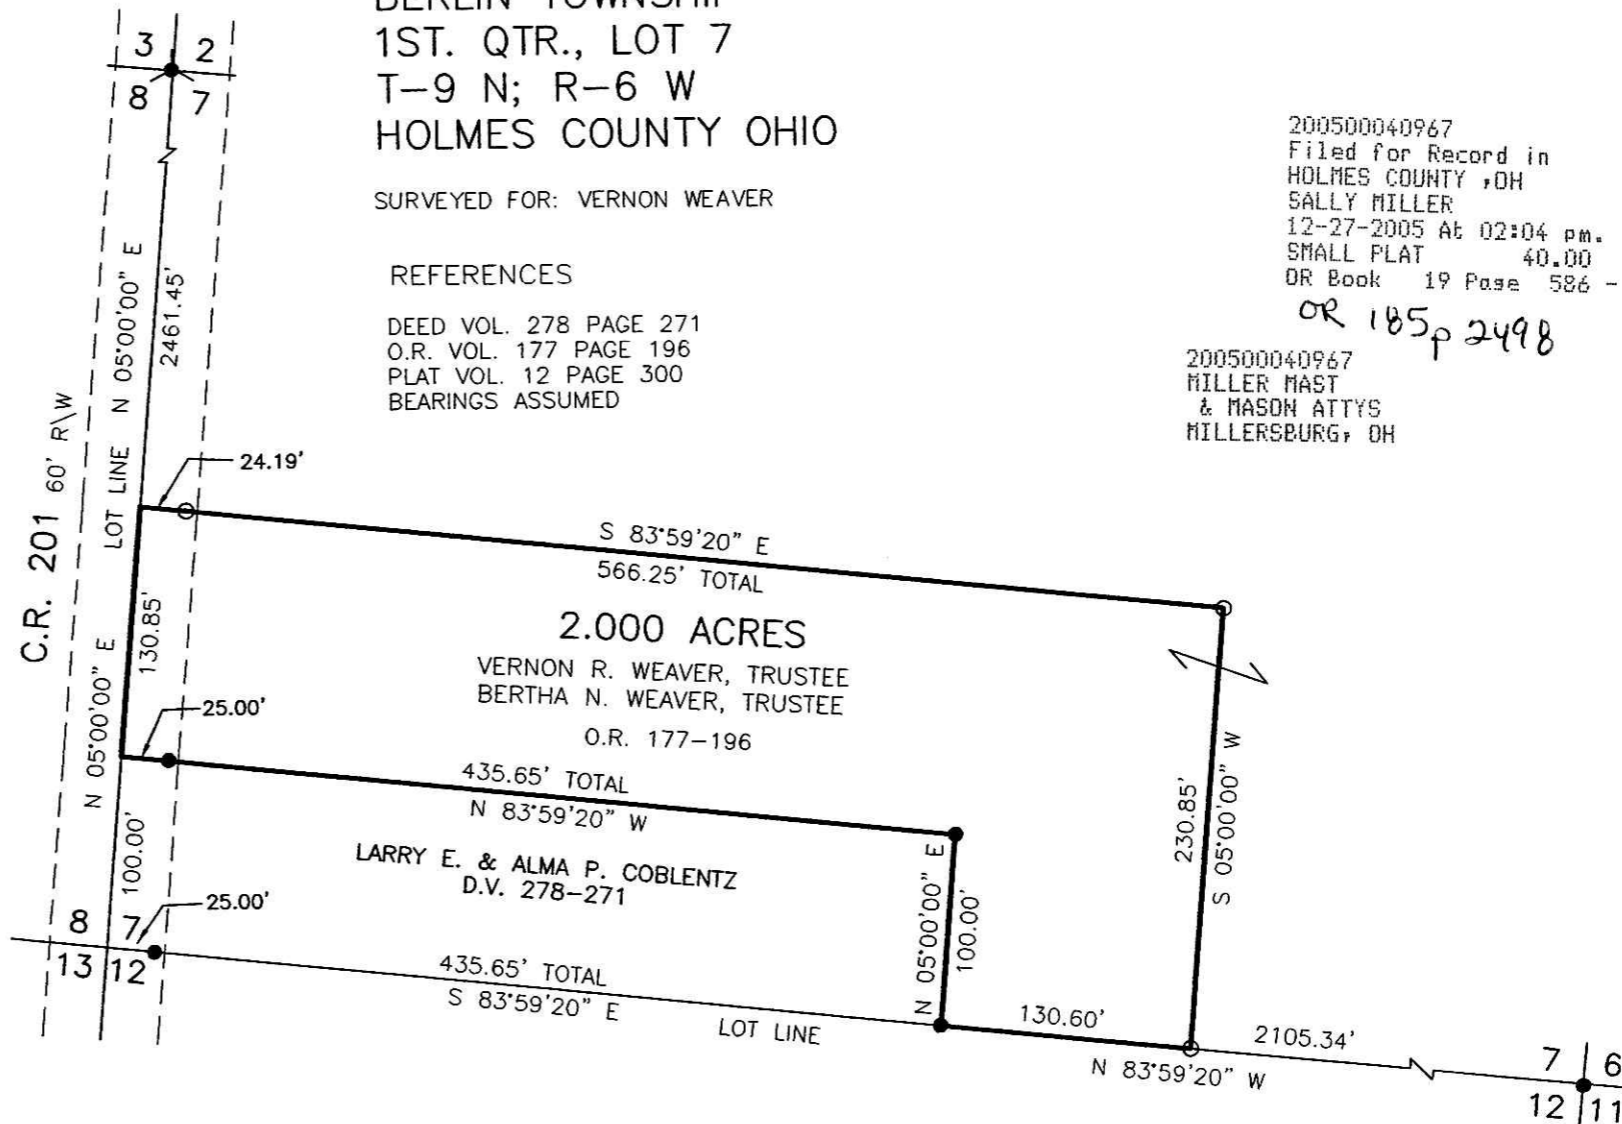 BERLIN TOWNSHIP
1ST. QTR., LOT 7
T-9 N; R-6 W
HOLMES COUNTY OHIO
SURVEYED FOR: VERNON WEAVER
REFERENCES
DEED VOL. 278 PAGE 271
O.R. VOL. 177 PAGE 196
PLAT VOL. 12 PAGE 300
BEARINGS ASSUMED
200500040967
Filed for Record in
HOLMES COUNTY ,OH
SALLY MILLER
12-27-2005 At 02:04 pm.
SMALL PLAT 40.00
OR Book 19 Page 586 -
OR 185p 2498
200500040967
MILLER MAST
& MASON ATTYS
MILLERSBURG, OH
3 2
8 7
2461.45'
LOT LINE N 05°00'00" E
C.R. 201 60' R\W
24.19'
S 83°59'20" E
566.25' TOTAL
130.85'
N 05°00'00" E
2.000 ACRES
VERNON R. WEAVER, TRUSTEE
BERTHA N. WEAVER, TRUSTEE
O.R. 177-196
25.00'
435.65' TOTAL
N 83°59'20" W
230.85'
S 05°00'00" W
LARRY E. & ALMA P. COBLENTZ
D.V. 278-271
100.00'
25.00'
N 05°00'00" E
100.00'
8 7
13 12
435.65' TOTAL
S 83°59'20" E
LOT LINE
130.60'
N 83°59'20" W
2105.34'
7 6
12 11